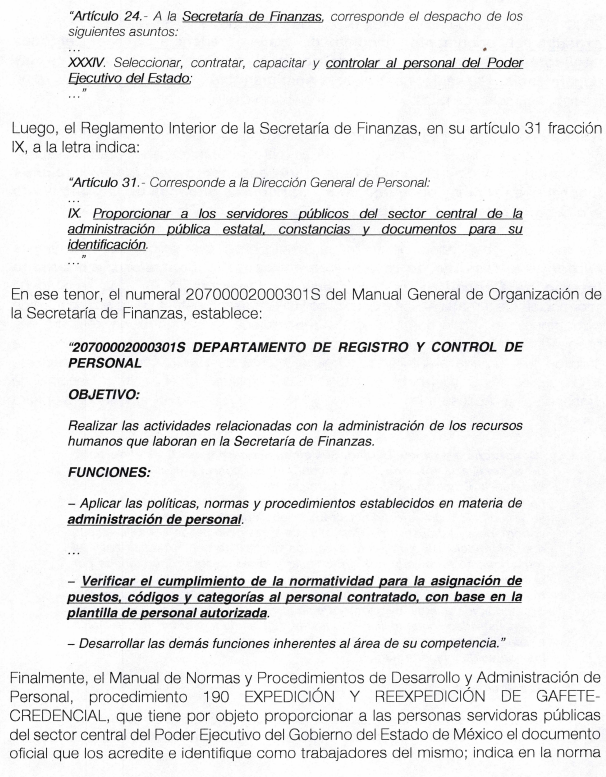 "Artículo 24.- A la Secretaría de Finanzas, corresponde el despacho de los
siguientes asuntos:
...
XXXIV. Seleccionar, contratar, capacitar y controlar al personal del Poder
Ejecutivo del Estado;
..."
Luego, el Reglamento Interior de la Secretaría de Finanzas, en su artículo 31 fracción
IX, a la letra indica:
"Artículo 31.- Corresponde a la Dirección General de Personal:
...
IX. Proporcionar a los servidores públicos del sector central de la
administración pública estatal, constancias y documentos para su
identificación.
..."
En ese tenor, el numeral 20700002000301S del Manual General de Organización de
la Secretaría de Finanzas, establece:
"20700002000301S DEPARTAMENTO DE REGISTRO Y CONTROL DE
PERSONAL
OBJETIVO:
Realizar las actividades relacionadas con la administración de los recursos
humanos que laboran en la Secretaría de Finanzas.
FUNCIONES:
– Aplicar las políticas, normas y procedimientos establecidos en materia de
administración de personal.
...
– Verificar el cumplimiento de la normatividad para la asignación de
puestos, códigos y categorías al personal contratado, con base en la
plantilla de personal autorizada.
– Desarrollar las demás funciones inherentes al área de su competencia."
Finalmente, el Manual de Normas y Procedimientos de Desarrollo y Administración de
Personal, procedimiento 190 EXPEDICIÓN Y REEXPEDICIÓN DE GAFETE-
CREDENCIAL, que tiene por objeto proporcionar a las personas servidoras públicas
del sector central del Poder Ejecutivo del Gobierno del Estado de México el documento
oficial que los acredite e identifique como trabajadores del mismo; indica en la norma